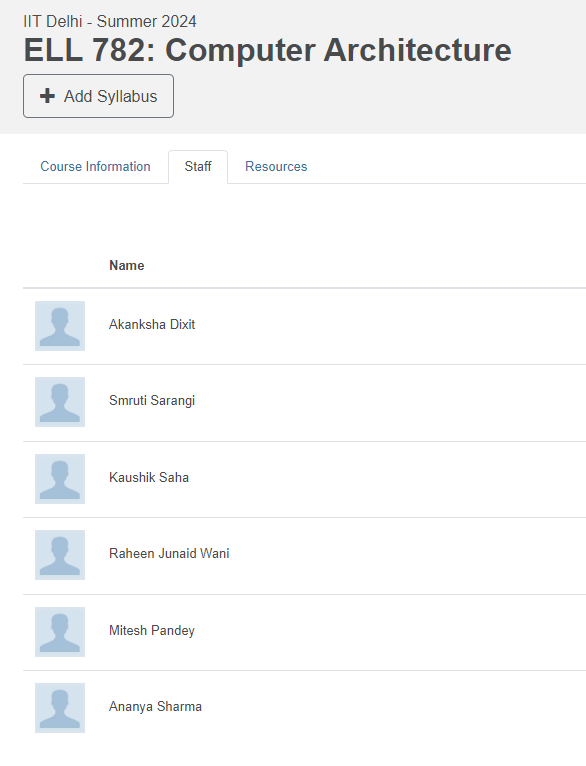 IIT Delhi - Summer 2024
ELL 782: Computer Architecture
Add Syllabus
Course Information Staff Resources
Name
Akanksha Dixit
Smruti Sarangi
Kaushik Saha
Raheen Junaid Wani
Mitesh Pandey
Ananya Sharma